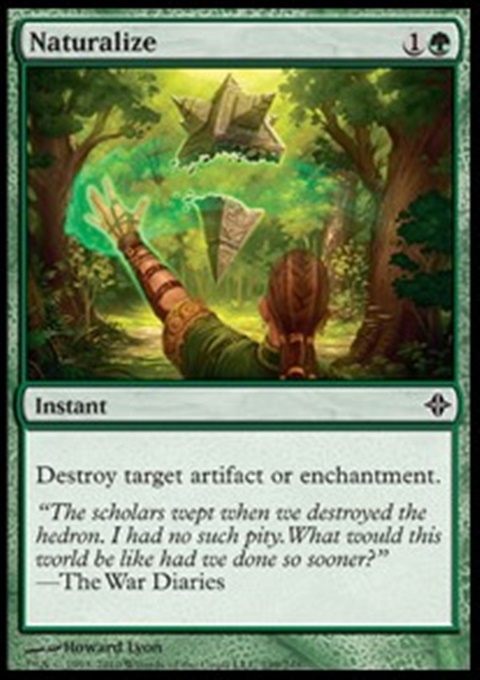 Naturalize 1
Instant
Destroy target artifact or enchantment.
“The scholars wept when we destroyed the
hedron. I had no such pity. What would this
world be like had we done so sooner?”
—The War Diaries
Howard Lyon